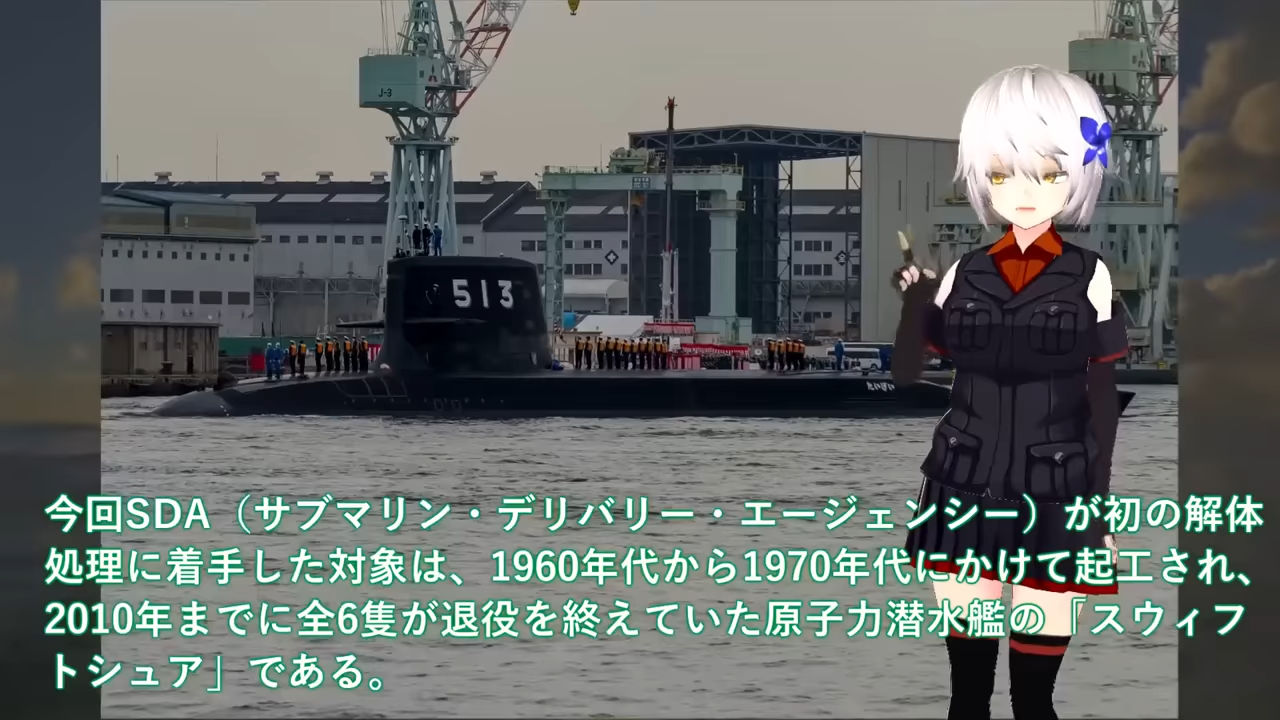 J-3
513
たいげい
今回SDA（サブマリン・デリバリー・エージェンシー）が初の解体
処理に着手した対象は、1960年代から1970年代にかけて起工され、
2010年までに全6隻が退役を終えていた原子力潜水艦の「スウィフ
トシュア」である。